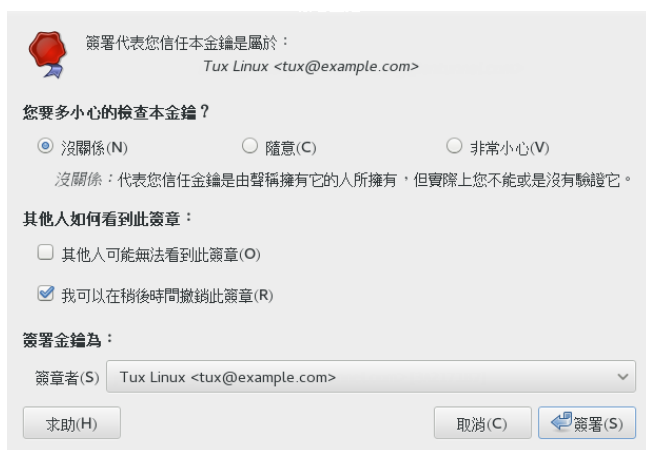 簽署代表您信任本金鑰是屬於：
Tux Linux <tux@example.com>
您要多小心的檢查本金鑰？
沒關係(N) 隨意(C) 非常小心(V)
沒關係：代表您信任金鑰是由聲稱擁有它的人所擁有，但實際上您不能或是沒有驗證它。
其他人如何看到此簽章：
其他人可能無法看到此簽章(O)
我可以在稍後時間撤銷此簽章(R)
簽署金鑰為：
簽章者(S) Tux Linux <tux@example.com>
求助(H) 取消(C) 簽署(S)